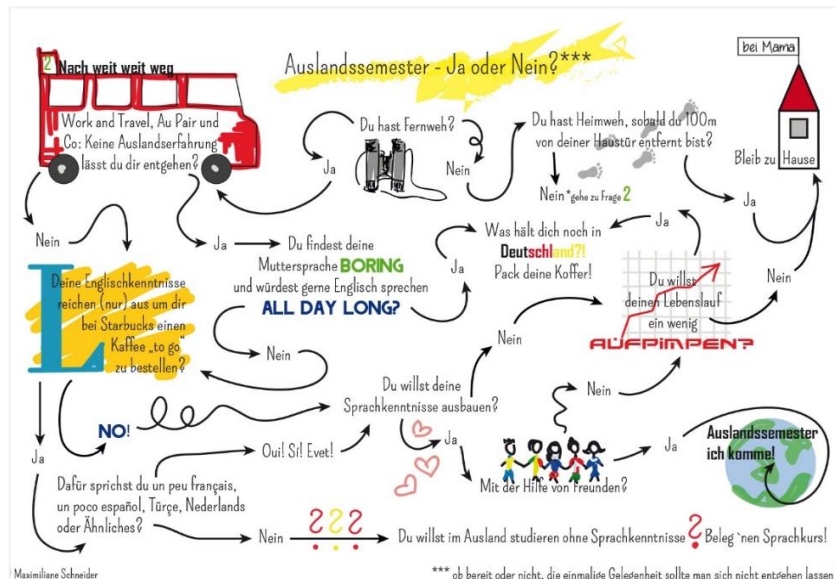 Auslandssemester - Ja oder Nein?***
bei Mama
2 Nach weit weit weg
Work and Travel, Au Pair und
Co: Keine Auslandserfahrung
lässt du dir entgehen?
Du hast Fernweh?
Ja
Nein
Du hast Heimweh, sobald du 100m
von deiner Haustür entfernt bist?
Nein *gehe zu Frage 2
Ja
Bleib zu Hause
Nein
Ja
Du findest deine
Muttersprache BORING
und würdest gerne Englisch sprechen
ALL DAY LONG?
Ja
Nein
Was hält dich noch in
Deutschland?!
Pack deine Koffer!
Ja
Du willst
deinen Lebenslauf
ein wenig
AUFPIMPEN?
Nein
L
Deine Englischkenntnisse
reichen (nur) aus um dir
bei Starbucks einen
Kaffee „to go“
zu bestellen?
NO!
Ja
Du willst deine
Sprachkenntnisse ausbauen?
Nein
Ja
Mit der Hilfe von Freunden?
Nein
Ja
Auslandssemester
ich komme!
Dafür sprichst du un peu français,
un poco español, Türçe, Nederlands
oder Ähnliches?
Oui! Sí! Evet!
Nein
? ? ?
Du willst im Ausland studieren ohne Sprachkenntnisse ? Beleg `nen Sprachkurs!
Maximiliane Schneider
*** ob bereit oder nicht, die einmalige Gelegenheit sollte man sich nicht entgehen lassen